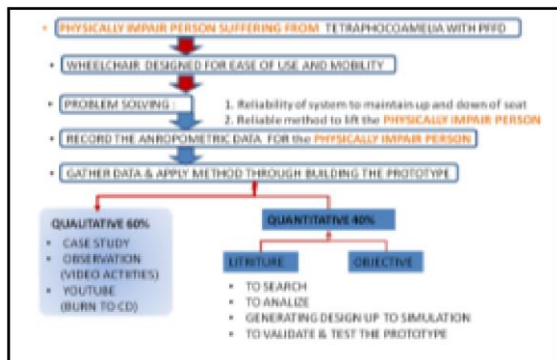 • PHYSICALLY IMPAIR PERSON SUFFERING FROM TETRAPHOCOAMELIA WITH PFFD
• WHEELCHAIR DESIGNED FOR EASE OF USE AND MOBILITY
• PROBLEM SOLVING :
1. Reliability of system to maintain up and down of seat
2. Reliable method to lift the PHYSICALLY IMPAIR PERSON
• RECORD THE ANROPOMETRIC DATA FOR the PHYSICALLY IMPAIR PERSON
• GATHER DATA & APPLY METHOD THROUGH BUILDING THE PROTOTYPE
QUALITATIVE 60%
• CASE STUDY
• OBSERVATION
(VIDEO ACTIITIES)
• YOUTUBE
(BURN TO CD)
QUANTITATIVE 40%
LITRITURE
OBJECTIVE
• TO SEARCH
• TO ANALIZE
• GENERATING DESIGN UP TO SIMULATION
• TO VALIDATE & TEST THE PROTOTYPE